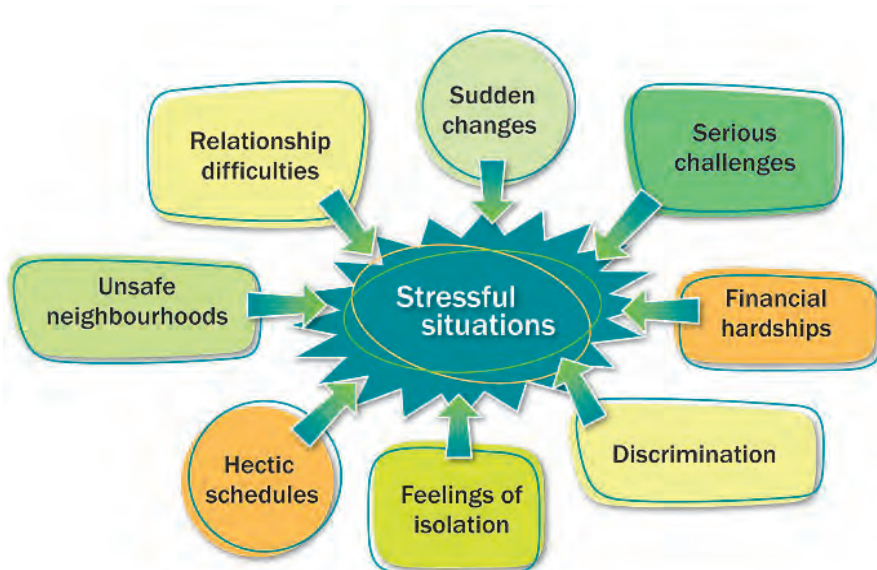 Sudden
changes
Relationship
difficulties
Serious
challenges
Unsafe
neighbourhoods
Stressful
situations
Financial
hardships
Hectic
schedules
Feelings of
isolation
Discrimination